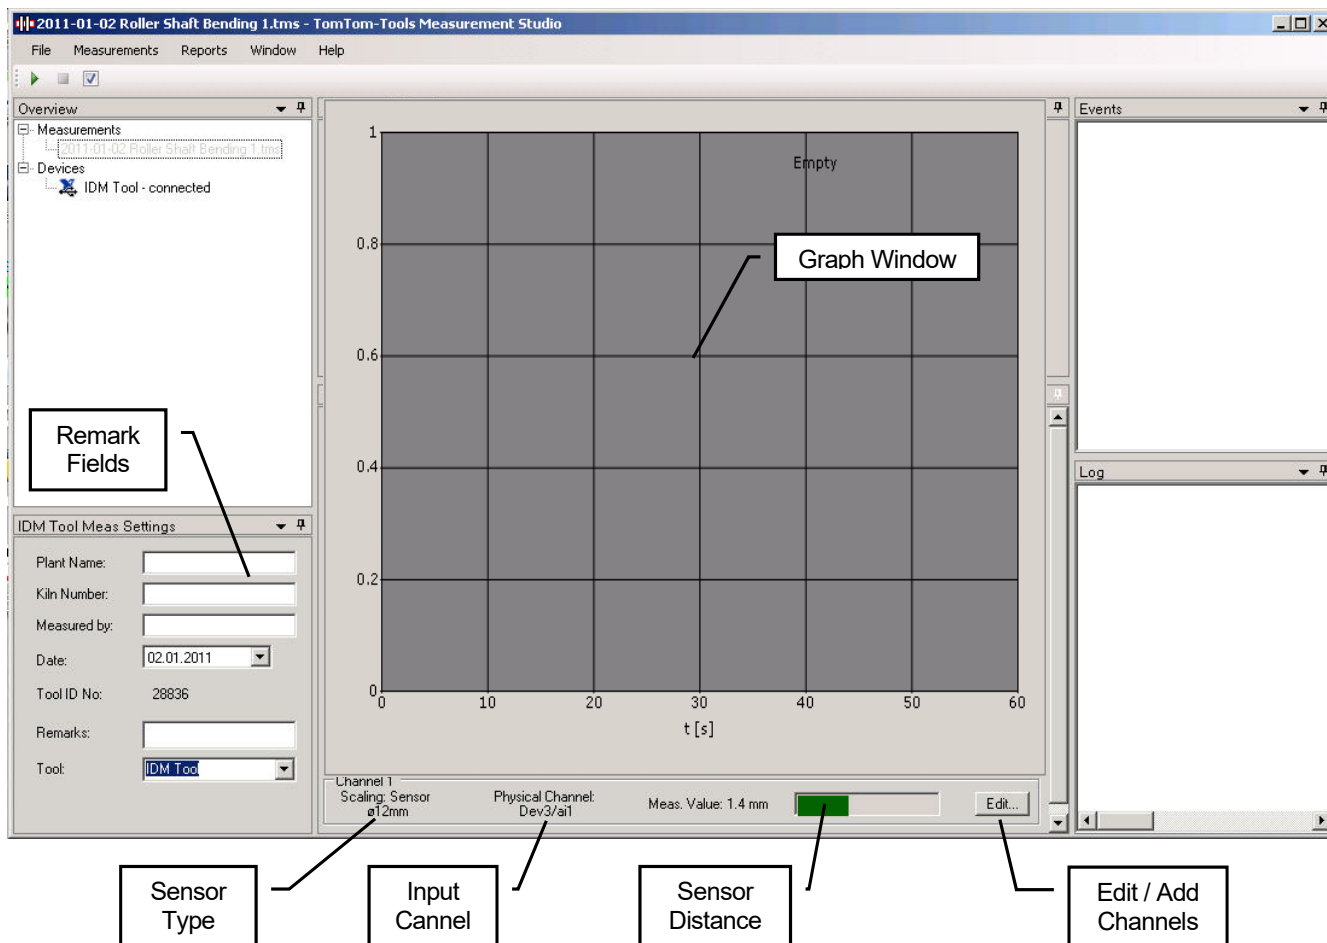 2011-01-02 Roller Shaft Bending 1.tms - TomTom-Tools Measurement Studio
File Measurements Reports Window Help
Overview
Measurements
2011-01-02 Roller Shaft Bending 1.tms
Devices
IDM Tool - connected
Remark
Fields
IDM Tool Meas Settings
Plant Name:
Kiln Number:
Measured by:
Date: 02.01.2011
Tool ID No: 28836
Remarks:
Tool: IDM Tool
Empty
Graph Window
1
0.8
0.6
0.4
0.2
0
0 10 20 30 40 50 60
t [s]
Channel 1
Scaling: Sensor
ø12mm
Physical Channel:
Dev3/ai1
Meas. Value: 1.4 mm
Edit...
Events
Log
Sensor
Type
Input
Cannel
Sensor
Distance
Edit / Add
Channels